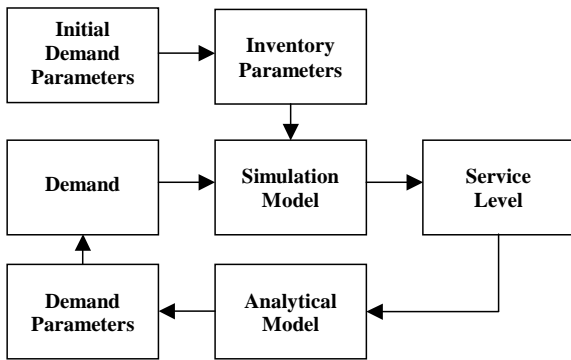 Initial
Demand
Parameters
Inventory
Parameters
Demand
Simulation
Model
Service
Level
Demand
Parameters
Analytical
Model